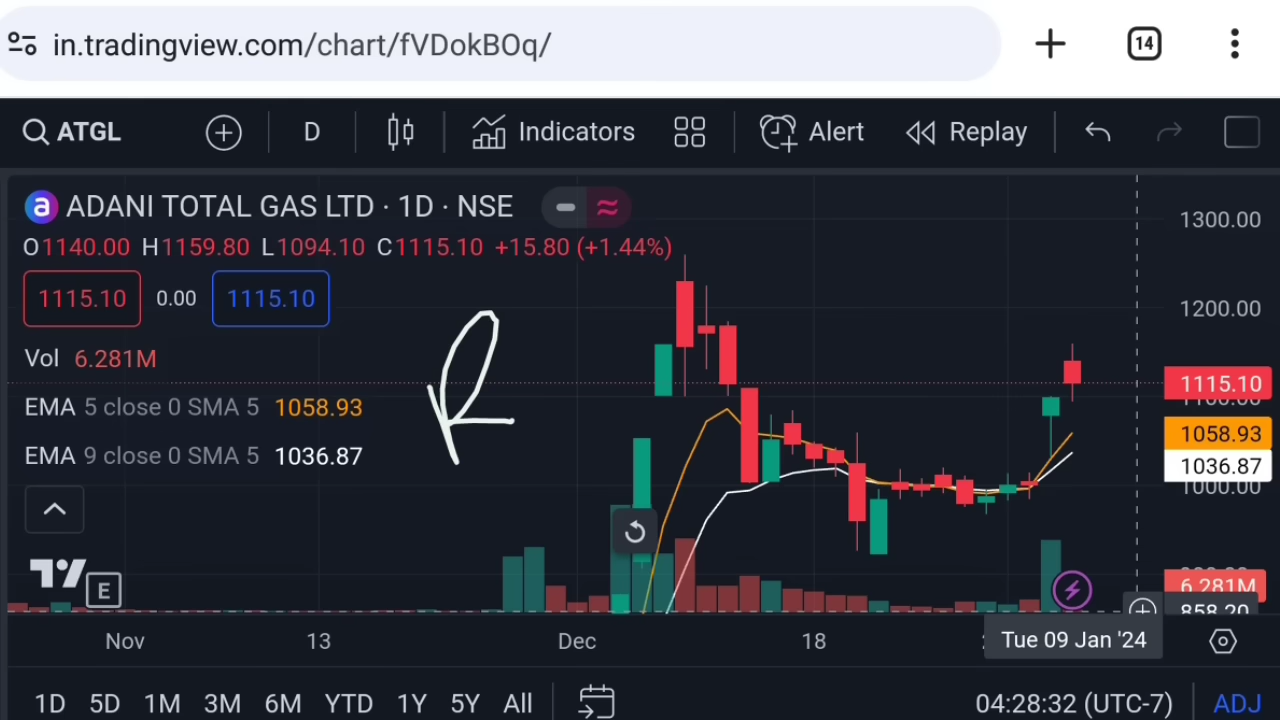 in.tradingview.com/chart/fVDokBOq/ 14
ATGL D Indicators Alert Replay
a ADANI TOTAL GAS LTD · 1D · NSE
O1140.00 H1159.80 L1094.10 C1115.10 +15.80 (+1.44%)
1115.10 0.00 1115.10
Vol 6.281M
EMA 5 close 0 SMA 5 1058.93
EMA 9 close 0 SMA 5 1036.87
R
1300.00
1200.00
1115.10
1100.00
1058.93
1036.87
1000.00
6.281M
858.20
E
Nov 13 Dec 18 Tue 09 Jan '24
1D 5D 1M 3M 6M YTD 1Y 5Y All 04:28:32 (UTC-7) ADJ